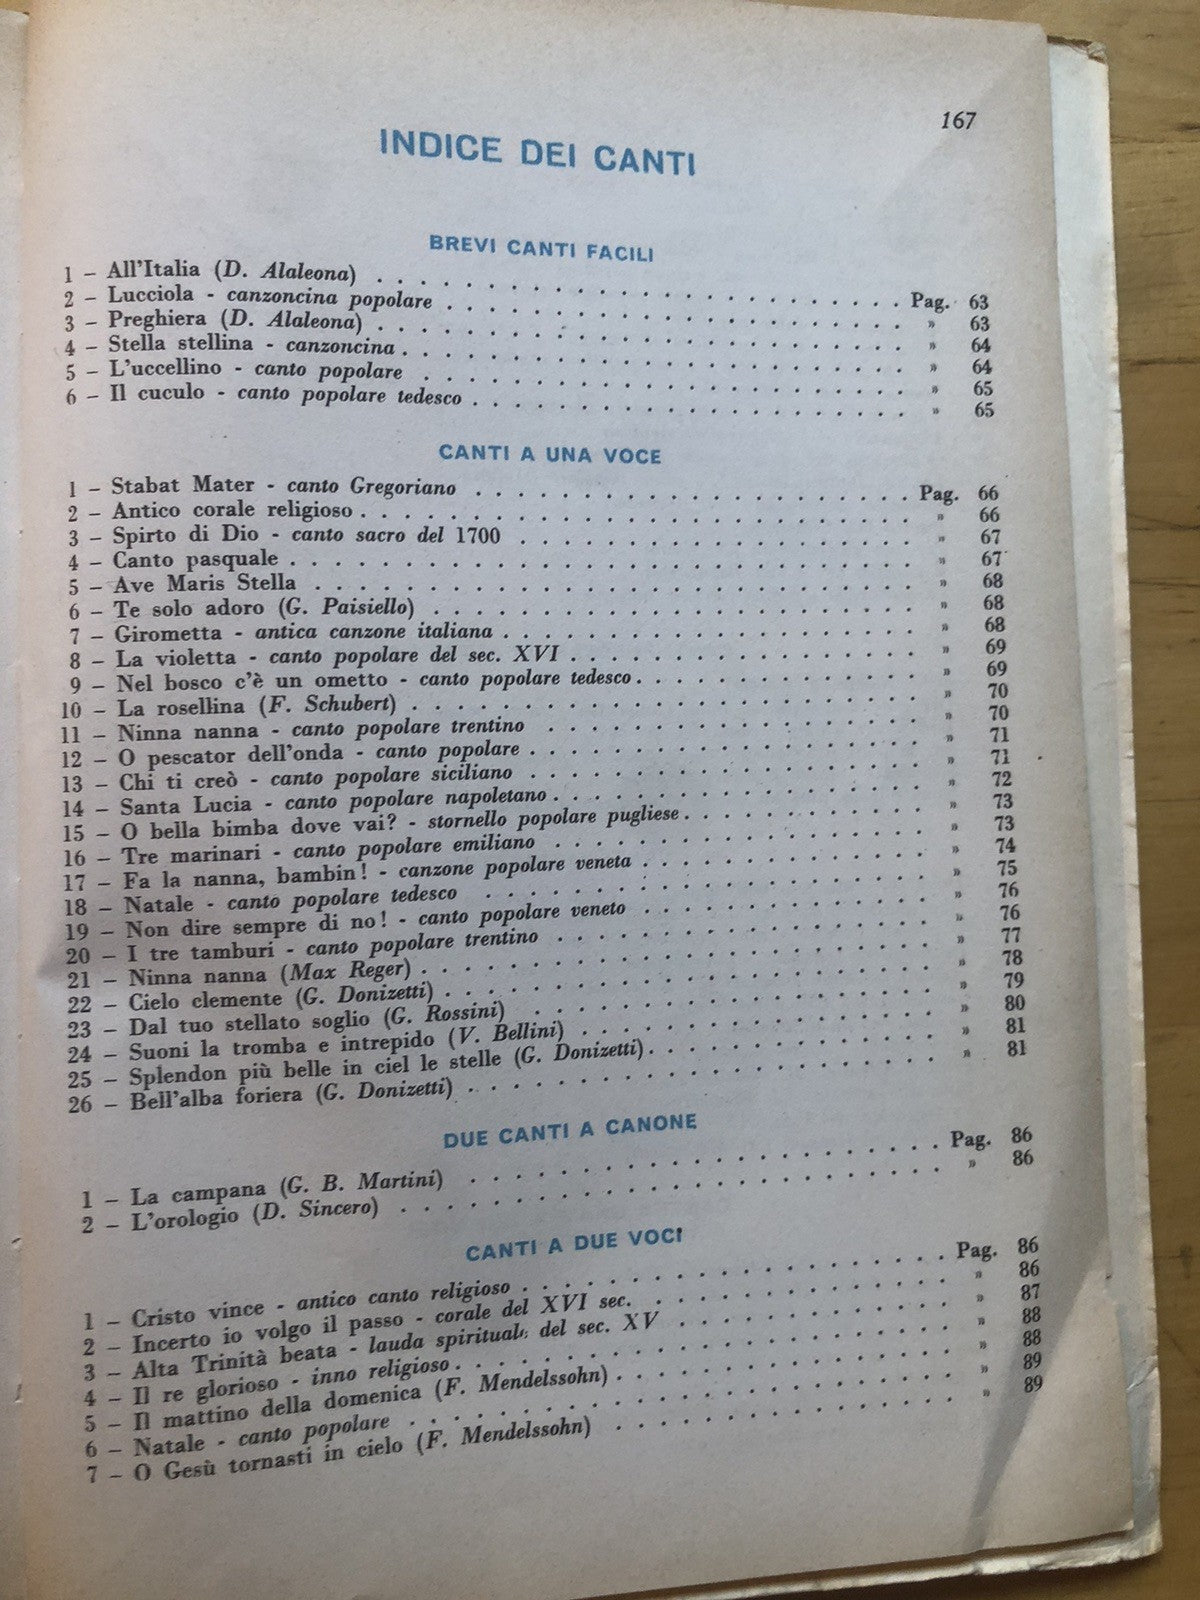 167
INDICE DEI CANTI
BREVI CANTI FACILI
1 – All'Italia (D. Alaleona) . . . . Pag. 63
2 – Lucciola - canzoncina popolare . . . . » 63
3 – Preghiera (D. Alaleona) . . . . » 64
4 – Stella stellina - canzoncina . . . . » 64
5 – L'uccellino - canto popolare . . . . » 65
6 – Il cuculo - canto popolare tedesco . . . . » 65
CANTI A UNA VOCE
1 – Stabat Mater - canto Gregoriano . . . . Pag. 66
2 – Antico corale religioso . . . . » 66
3 – Spirto di Dio - canto sacro del 1700 . . . . » 67
4 – Canto pasquale . . . . » 67
5 – Ave Maris Stella . . . . » 68
6 – Te solo adoro (G. Paisiello) . . . . » 68
7 – Girometta - antica canzone italiana . . . . » 68
8 – La violetta - canto popolare del sec. XVI . . . . » 69
9 – Nel bosco c'è un ometto - canto popolare tedesco . . . . » 69
10 – La rosellina (F. Schubert) . . . . » 70
11 – Ninna nanna - canto popolare trentino . . . . » 70
12 – O pescator dell'onda - canto popolare . . . . » 71
13 – Chi ti creò - canto popolare siciliano . . . . » 71
14 – Santa Lucia - canto popolare napoletano . . . . » 72
15 – O bella bimba dove vai? - stornello popolare pugliese . . . . » 73
16 – Tre marinari - canto popolare emiliano . . . . » 73
17 – Fa la nanna, bambin! - canzone popolare veneta . . . . » 74
18 – Natale - canto popolare tedesco . . . . » 75
19 – Non dire sempre di no! - canto popolare veneto . . . . » 76
20 – I tre tamburi - canto popolare trentino . . . . » 76
21 – Ninna nanna (Max Reger) . . . . » 77
22 – Cielo clemente (G. Donizetti) . . . . » 78
23 – Dal tuo stellato soglio (G. Rossini) . . . . » 79
24 – Suoni la tromba e intrepido (V. Bellini) . . . . » 80
25 – Splendon più belle in ciel le stelle (G. Donizetti) . . . . » 81
26 – Bell'alba foriera (G. Donizetti) . . . . » 81
DUE CANTI A CANONE
1 – La campana (G. B. Martini) . . . . Pag. 86
2 – L'orologio (D. Sincero) . . . . » 86
CANTI A DUE VOCI
1 – Cristo vince - antico canto religioso . . . . Pag. 86
2 – Incerto io volgo il passo - corale del XVI sec. . . . . » 86
3 – Alta Trinità beata - lauda spirituale del sec. XV . . . . » 87
4 – Il re glorioso - inno religioso . . . . » 88
5 – Il mattino della domenica (F. Mendelssohn) . . . . » 88
6 – Natale - canto popolare . . . . » 89
7 – O Gesù tornasti in cielo (F. Mendelssohn) . . . . » 89